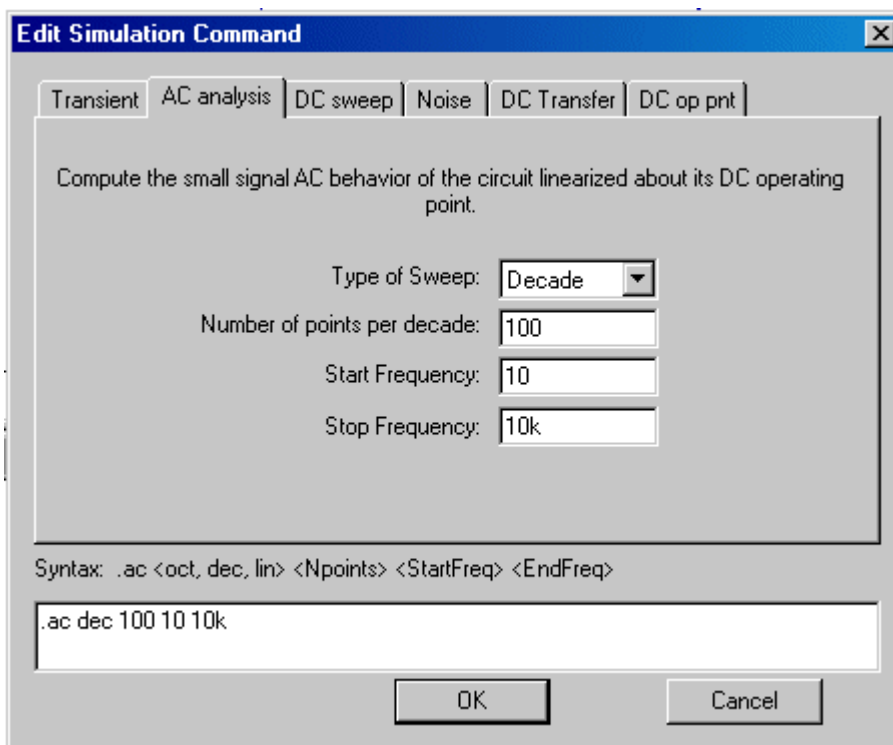 Edit Simulation Command
Transient AC analysis DC sweep Noise DC Transfer DC op pnt
Compute the small signal AC behavior of the circuit linearized about its DC operating
point.
Type of Sweep: Decade
Number of points per decade: 100
Start Frequency: 10
Stop Frequency: 10k
Syntax: .ac <oct, dec, lin> <Npoints> <StartFreq> <EndFreq>
.ac dec 100 10 10k
OK Cancel